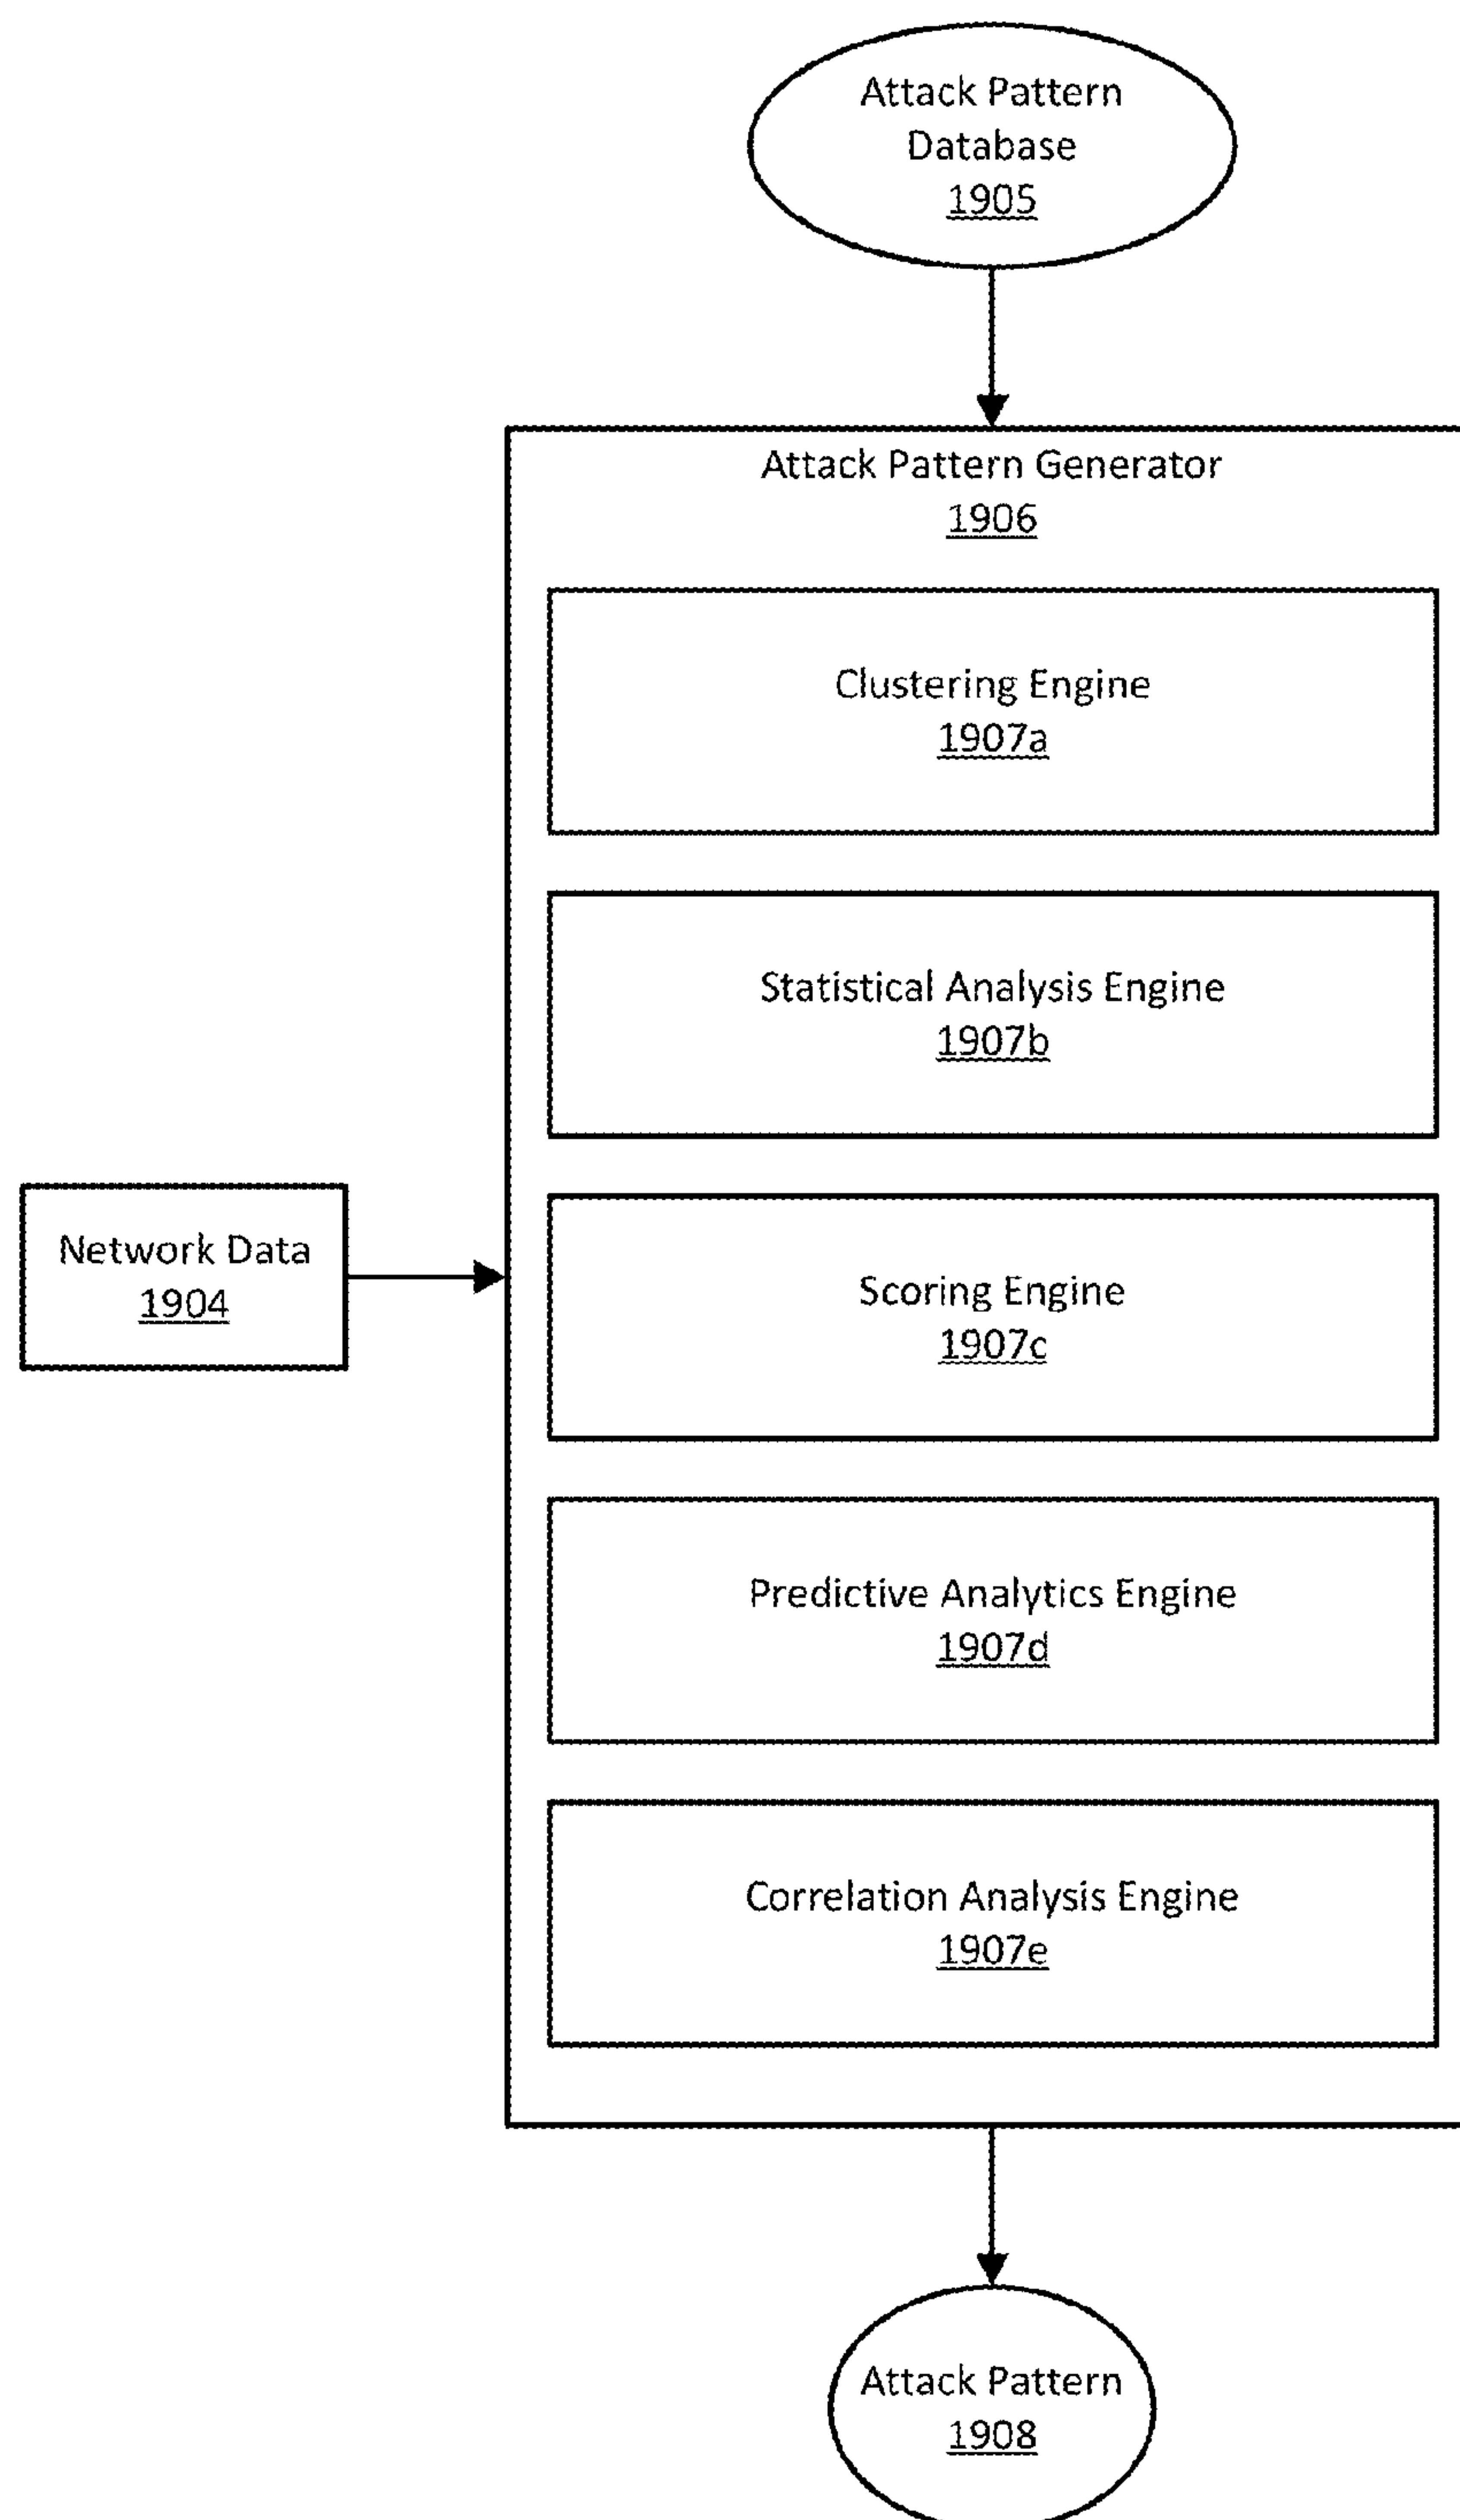 Attack Pattern
Database
1905
Attack Pattern Generator
1906
Clustering Engine
1907a
Statistical Analysis Engine
1907b
Network Data
1904
Scoring Engine
1907c
Predictive Analytics Engine
1907d
Correlation Analysis Engine
1907e
Attack Pattern
1908